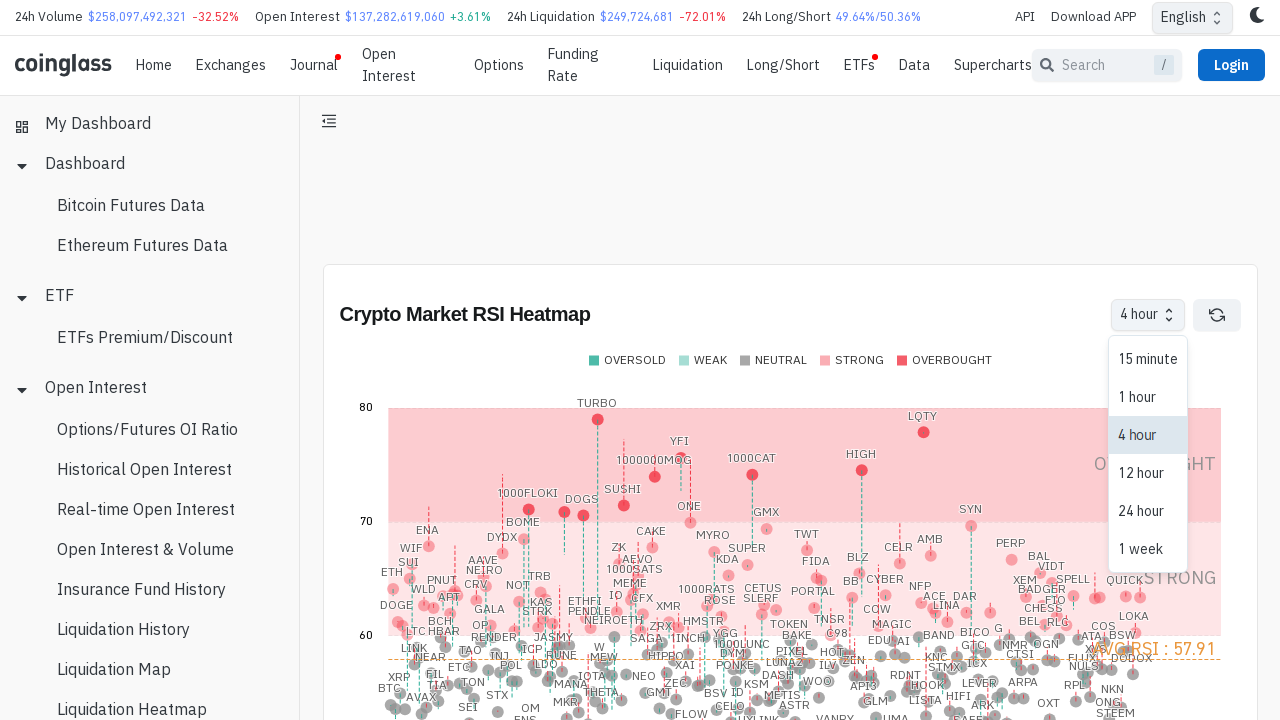 24h Volume $258,097,492,321 -32.52% Open Interest $137,282,619,060 +3.61% 24h Liquidation $249,724,681 -72.01% 24h Long/Short 49.64%/50.36% API Download APP English
coinglass Home Exchanges Journal Open Interest Options Funding Rate Liquidation Long/Short ETFs Data Supercharts Search / Login
My Dashboard
Dashboard
Bitcoin Futures Data
Ethereum Futures Data
ETF
ETFs Premium/Discount
Open Interest
Options/Futures OI Ratio
Historical Open Interest
Real-time Open Interest
Open Interest & Volume
Insurance Fund History
Liquidation History
Liquidation Map
Liquidation Heatmap
Crypto Market RSI Heatmap 4 hour
15 minute
1 hour
4 hour
12 hour
24 hour
1 week
OVERSOLD WEAK NEUTRAL STRONG OVERBOUGHT
80
TURBO
LQTY
YFI
1000000MOG 1000CAT HIGH
1000FLOKI DOGS SUSHI
ONE
GMX SYN
70
BOME
ENA DYDX CAKE MYRO TWT
WIF ZK SUPER CELR AMB PERP
SUI AAVE AEVO KDA FIDA BLZ BAL
ETH NEIRO TRB 1000SATS VIDT
PNUT CRV NOT MEME BB CYBER XEM SPELL QUICK
WLD 1000RATS CETUS PORTAL NFP BADGER
DOGE ART KAS ETHFI IO CFX ROSE SLERF ACE DAR FIO
GALA STRK PENDLE XMR COW LINA CHESS
BCH NEIROETH HMSTR TOKEN TNSR MAGIC BEL RLC LOKA
OP ZRX
LTC HBAR RENDER JASMY SAGA 1INCH YGG BAKE C98 EDU AI BAND BICO G ATA COS BSW
60
STRONG
LINK TAO ICP W 1000LUNC PIXEL HOT GTC NMR OGN
AVG RSI : 57.91
NEAR INJ RUNE MEW HIPPO DYM LUNA2 ZEN XNC CTSI FLUX DODOX
ETC POL LDO XAI PONKE ILV STMX ICX NULS
XRP FIL IOTA NEO DASH RDNT
BTC TIA TON MANA ZEC KSM WOO API3 HOOK LEVER ARPA RPL NKN
AVAX STX THETA GMT BSV ID METIS GLM LISTA HIFI
SEI OM MKR CELO ASTR ARK OXT ONG
FLOW STEEM